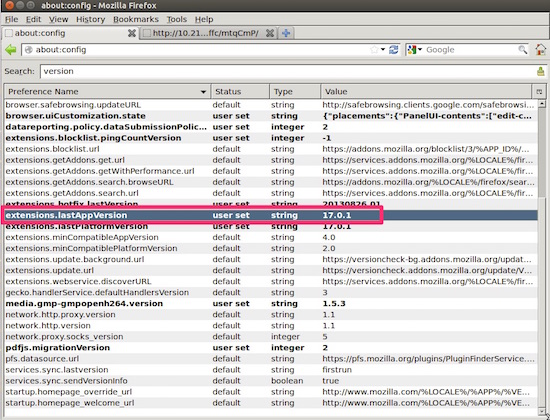 about:config - Mozilla Firefox
File Edit View History Bookmarks Tools Help
about:config http://10.21...ffc/mtqCmP/
about:config Google
Search: version
Preference Name Status Type Value
browser.safebrowsing.updateURL default string http://safebrowsing.clients.google.com/safebrowsi...
browser.uiCustomization.state user set string {"placements":{"PanelUI-contents":["edit-c...
datareporting.policy.dataSubmissionPolic... user set integer 2
extensions.blocklist.pingCountVersion user set integer -1
extensions.blocklist.url default string https://addons.mozilla.org/blocklist/3/%APP_ID%/...
extensions.getAddons.get.url default string https://services.addons.mozilla.org/%LOCALE%/fir...
extensions.getAddons.getWithPerformance.url default string https://services.addons.mozilla.org/%LOCALE%/fir...
extensions.getAddons.search.browseURL default string https://addons.mozilla.org/%LOCALE%/firefox/sear...
extensions.getAddons.search.url default string https://services.addons.mozilla.org/%LOCALE%/fir...
extensions.hotfix.lastVersion user set string 20130826.01
extensions.lastAppVersion user set string 17.0.1
extensions.lastPlatformVersion user set string 17.0.1
extensions.minCompatibleAppVersion default string 4.0
extensions.minCompatiblePlatformVersion default string 2.0
extensions.update.background.url default string https://versioncheck-bg.addons.mozilla.org/updat...
extensions.update.url default string https://versioncheck.addons.mozilla.org/update/V...
extensions.webservice.discoverURL default string https://services.addons.mozilla.org/%LOCALE%/fir...
gecko.handlerService.defaultHandlersVersion default string 3
media.gmp-gmpopenh264.version user set string 1.5.3
network.http.proxy.version default string 1.1
network.http.version default string 1.1
network.proxy.socks_version default integer 5
pdfjs.migrationVersion user set integer 2
pfs.datasource.url default string https://pfs.mozilla.org/plugins/PluginFinderService....
services.sync.lastversion default string firstrun
services.sync.sendVersionInfo default boolean true
startup.homepage_override_url default string http://www.mozilla.com/%LOCALE%/%APP%/%VE...
startup.homepage_welcome_url default string http://www.mozilla.com/%LOCALE%/%APP%/%VE...